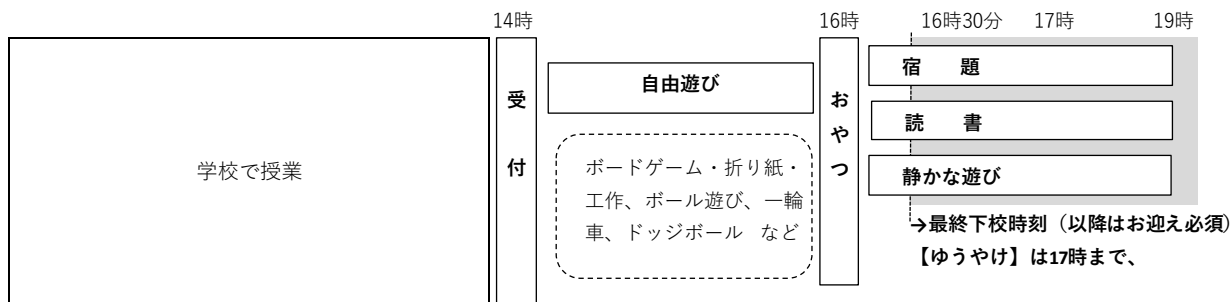 14時
16時
16時30分
17時
19時
学校で授業
受付
自由遊び
ボードゲーム・折り紙・
工作、ボール遊び、一輪
車、ドッジボール　など
おやつ
宿　題
読　書
静かな遊び
→最終下校時刻（以降はお迎え必須）
【ゆうやけ】は17時まで、